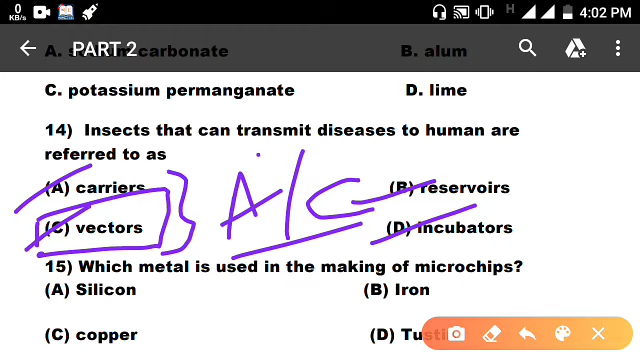 0 KB/s H 4:02 PM
A. sodium carbonate B. alum
PART 2
C. potassium permanganate D. lime
14) Insects that can transmit diseases to human are
referred to as
(A) carriers (B) reservoirs
A/C
(C) vectors (D) incubators
15) Which metal is used in the making of microchips?
(A) Silicon (B) Iron
(C) copper (D)